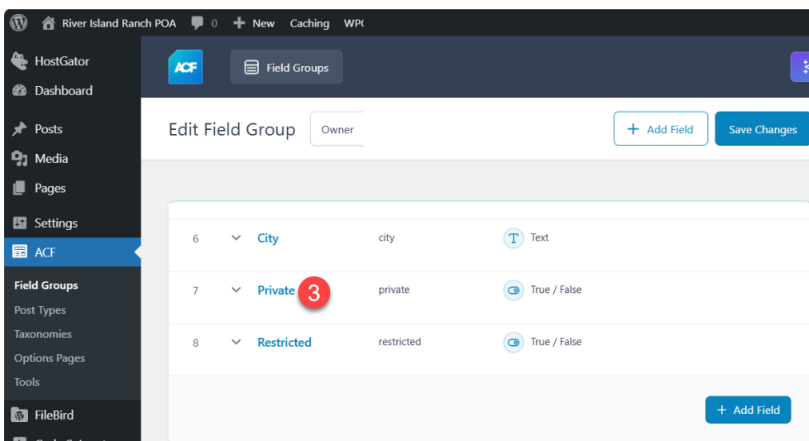 River Island Ranch POA 0 + New Caching WP
HostGator
Dashboard
Posts
Media
Pages
Settings
ACF
Field Groups
Post Types
Taxonomies
Options Pages
Tools
FileBird
ACF Field Groups
Edit Field Group Owner + Add Field Save Changes
6 City city T Text
7 Private 3 private True / False
8 Restricted restricted True / False
+ Add Field